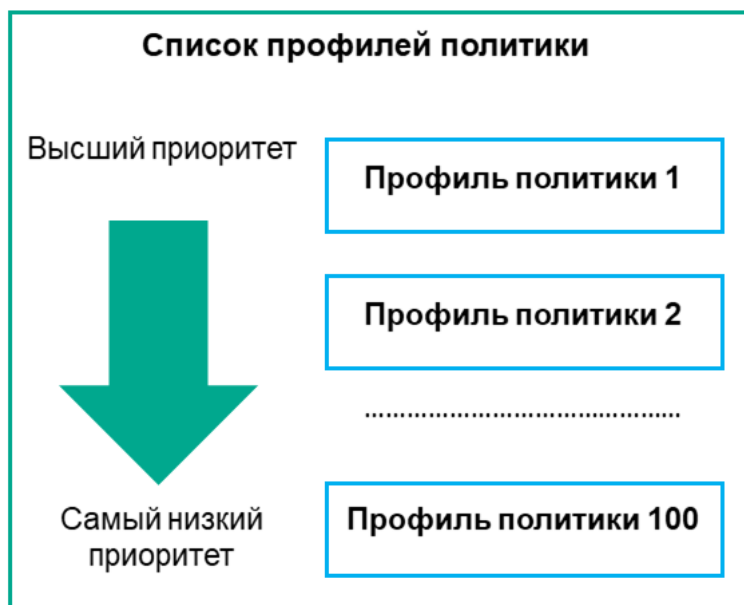 Список профилей политики
Высший приоритет
Профиль политики 1
Профиль политики 2
................................................
Самый низкий
приоритет
Профиль политики 100